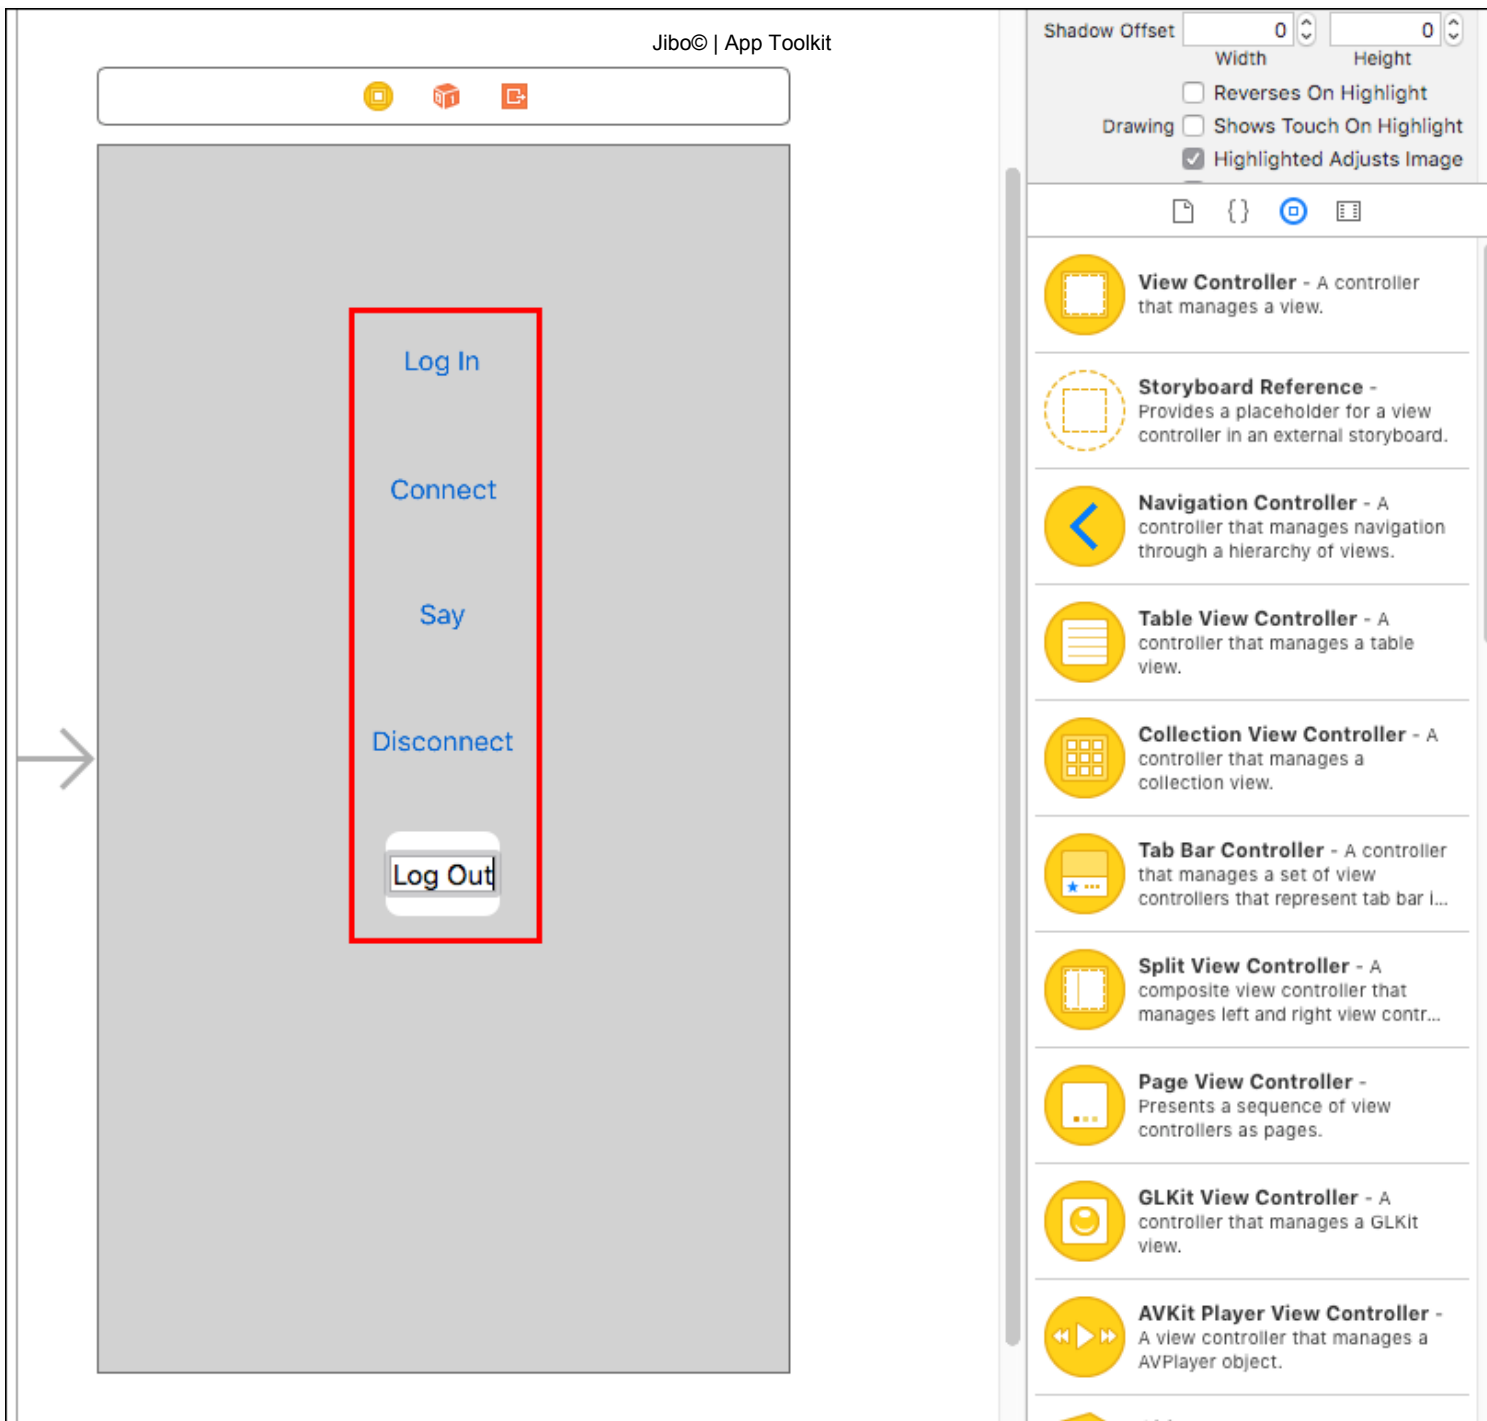 Jibo© | App Toolkit
Log In
Connect
Say
Disconnect
Log Out
Shadow Offset 0 0
Width Height
Reverses On Highlight
Drawing Shows Touch On Highlight
Highlighted Adjusts Image
{}
View Controller - A controller
that manages a view.
Storyboard Reference -
Provides a placeholder for a view
controller in an external storyboard.
Navigation Controller - A
controller that manages navigation
through a hierarchy of views.
Table View Controller - A
controller that manages a table
view.
Collection View Controller - A
controller that manages a
collection view.
Tab Bar Controller - A controller
that manages a set of view
controllers that represent tab bar i...
Split View Controller - A
composite view controller that
manages left and right view contr...
Page View Controller -
Presents a sequence of view
controllers as pages.
GLKit View Controller - A
controller that manages a GLKit
view.
AVKit Player View Controller -
A view controller that manages a
AVPlayer object.